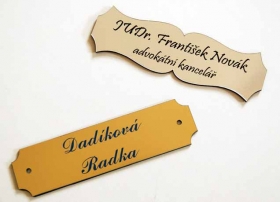 JUDr. František Novák
advokátní kancelář
Dadíková
Radka